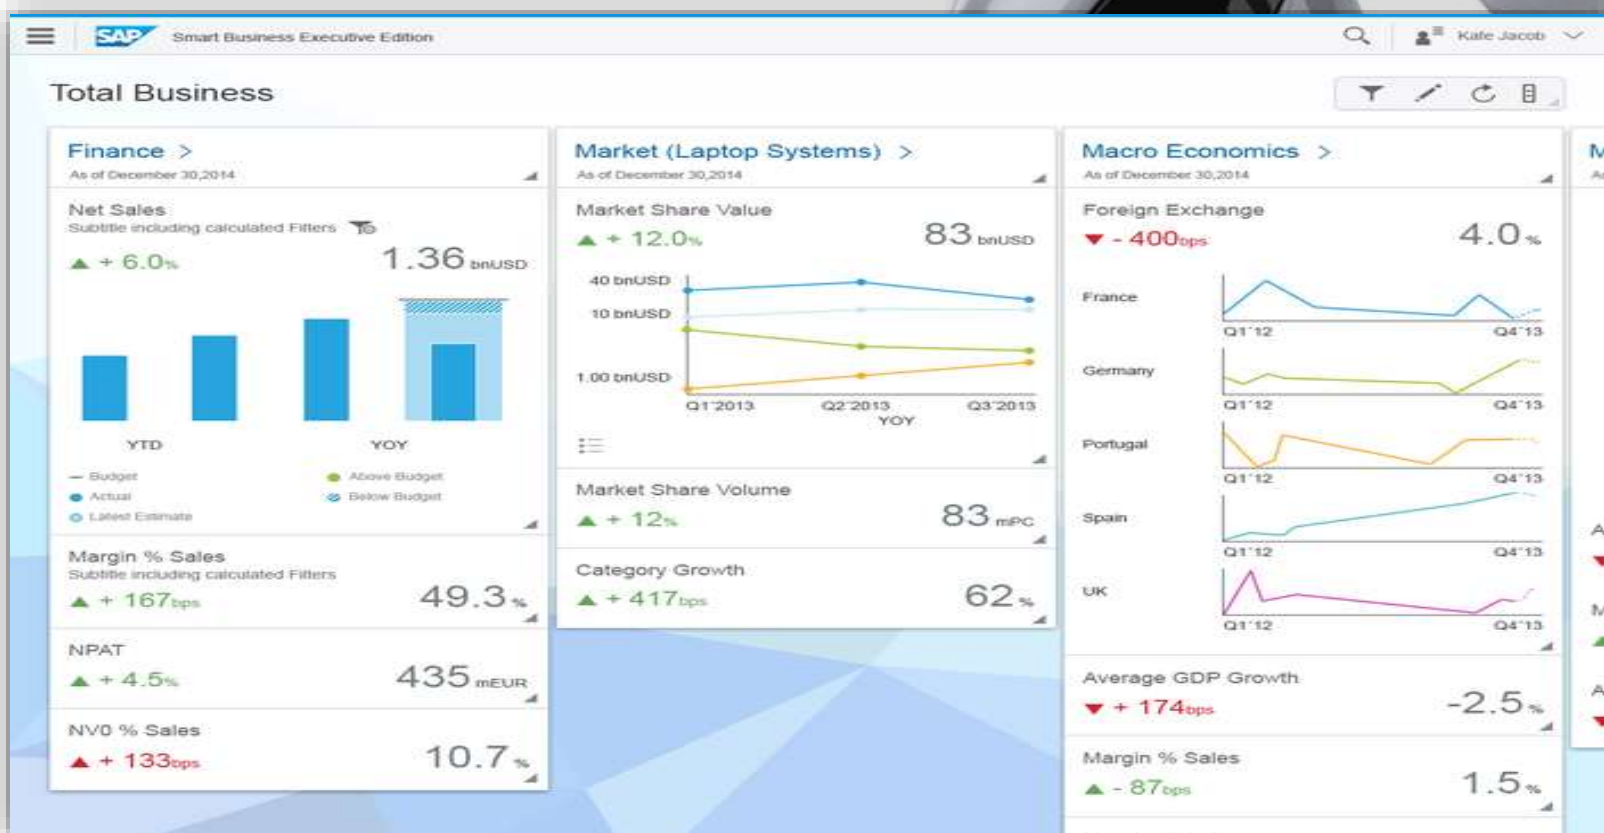 SAP Smart Business Executive Edition
Kate Jacob
Total Business
Finance >
As of December 30,2014
Net Sales
Subtitle including calculated Filters
▲ + 6.0%
1.36 bnUSD
YTD YOY
Budget
Above Budget
Actual
Below Budget
Latest Estimate
Margin % Sales
Subtitle including calculated Filters
▲ + 167bps
49.3 %
NPAT
▲ + 4.5%
435 mEUR
NV0 % Sales
▲ + 133bps
10.7 %
Market (Laptop Systems) >
As of December 30,2014
Market Share Value
▲ + 12.0%
83 bnUSD
40 bnUSD
10 bnUSD
1.00 bnUSD
Q1'2013 Q2'2013 Q3'2013
YOY
Market Share Volume
▲ + 12%
83 mPC
Category Growth
▲ + 417bps
62 %
Macro Economics >
As of December 30,2014
Foreign Exchange
▼ - 400bps
4.0 %
France
Q1'12 Q4'13
Germany
Q1'12 Q4'13
Portugal
Q1'12 Q4'13
Spain
Q1'12 Q4'13
UK
Q1'12 Q4'13
Average GDP Growth
▼ + 174bps
-2.5 %
Margin % Sales
▲ - 87bps
1.5 %